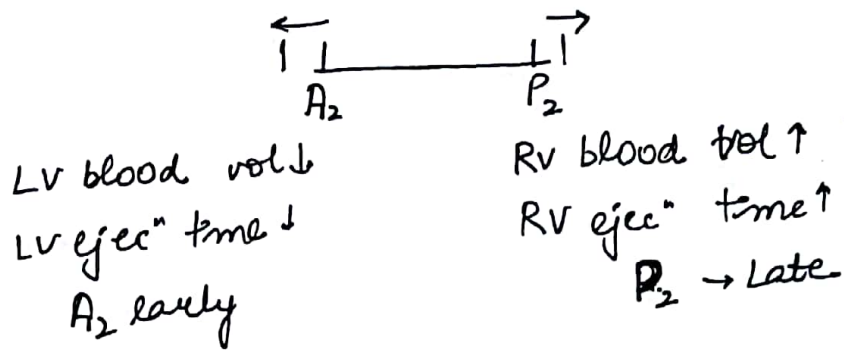 A₂ P₂
LV blood vol↓
LV ejecⁿ time↓
A₂ early
RV blood vol↑
RV ejecⁿ time↑
P₂ → Late